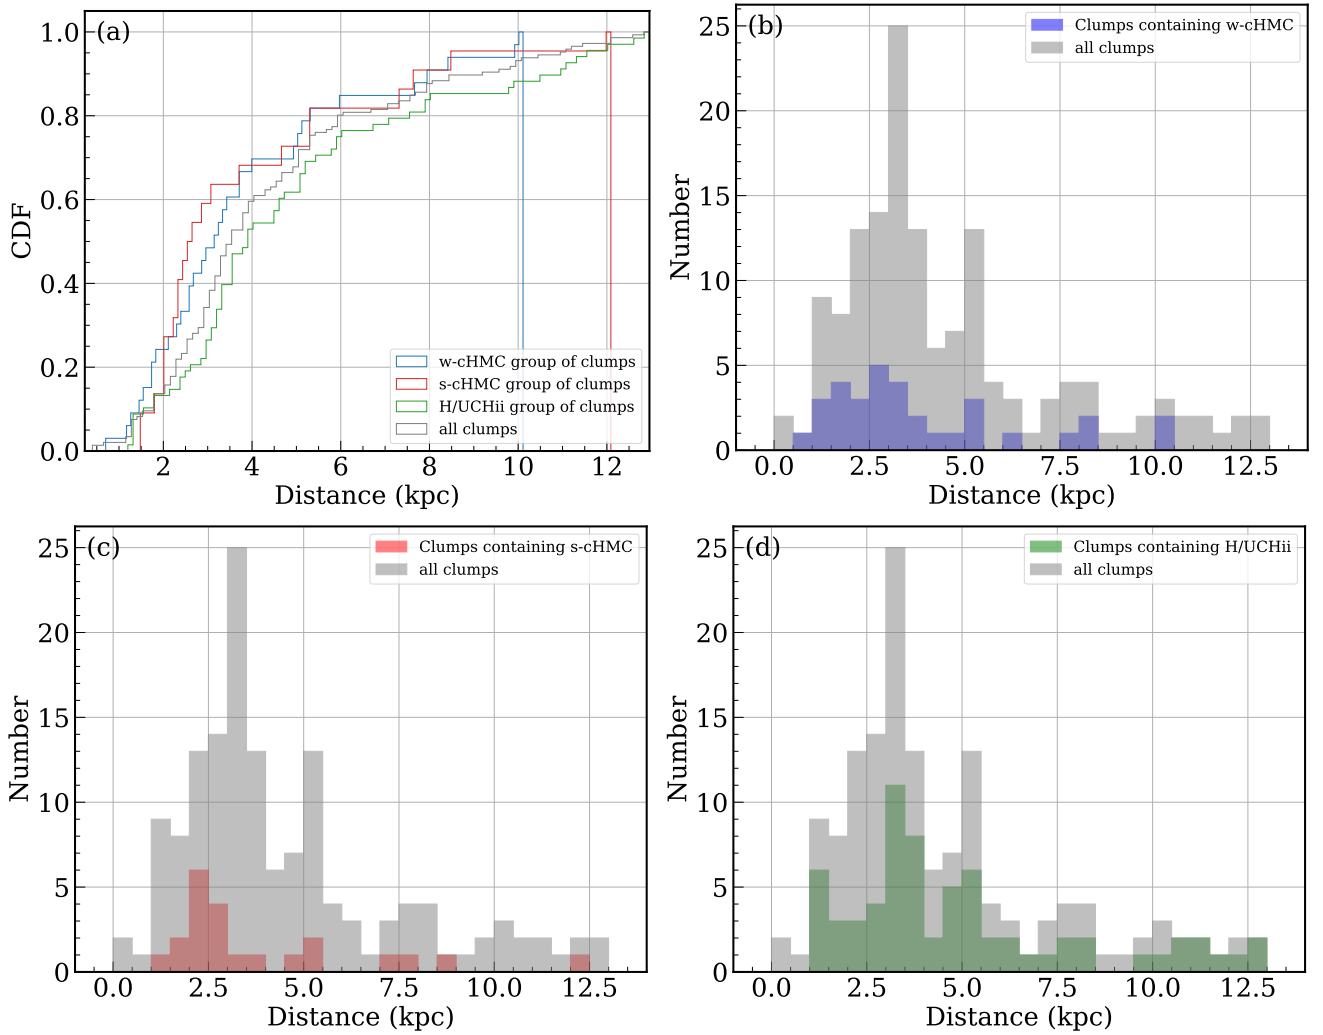 (a)
CDF
1.0
0.8
0.6
0.4
0.2
0.0
w-cHMC group of clumps
s-cHMC group of clumps
H/UCHii group of clumps
all clumps
2 4 6 8 10 12
Distance (kpc)
(b)
Number
25
20
15
10
5
0
Clumps containing w-cHMC
all clumps
0.0 2.5 5.0 7.5 10.0 12.5
Distance (kpc)
(c)
Number
25
20
15
10
5
0
Clumps containing s-cHMC
all clumps
0.0 2.5 5.0 7.5 10.0 12.5
Distance (kpc)
(d)
Number
25
20
15
10
5
0
Clumps containing H/UCHii
all clumps
0.0 2.5 5.0 7.5 10.0 12.5
Distance (kpc)